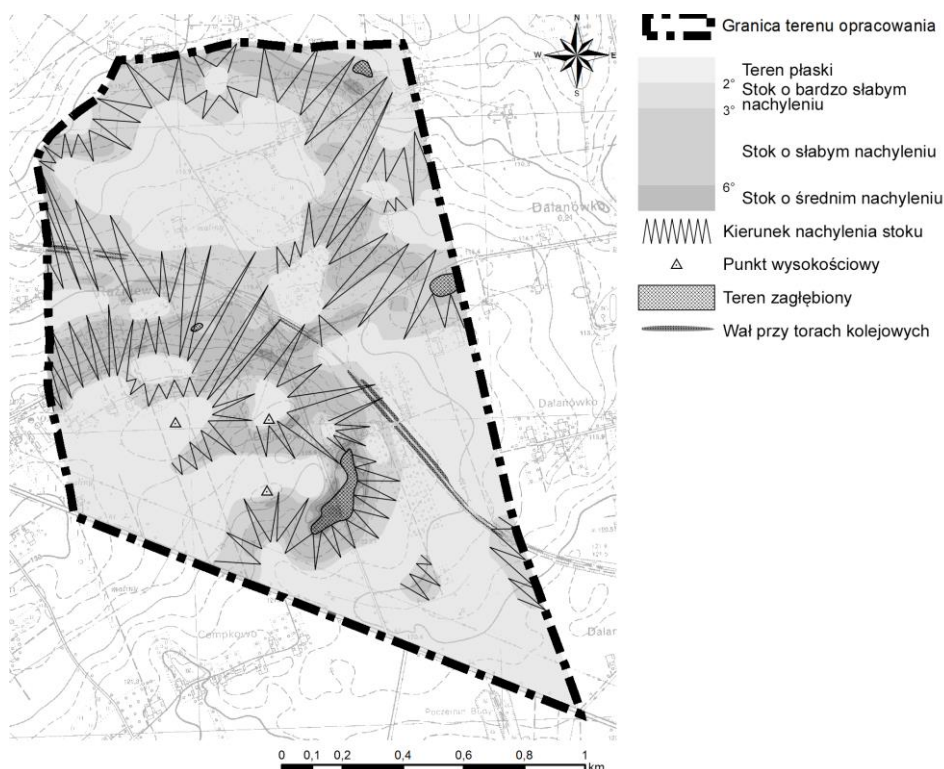 N
W
E
S
Dalanówko
6,21
Dalanówko
Granica terenu opracowania
Teren płaski
2°
Stok o bardzo słabym
nachyleniu
3°
Stok o słabym nachyleniu
6°
Stok o średnim nachyleniu
Kierunek nachylenia stoku
Punkt wysokościowy
Teren zagłębiony
Wał przy torach kolejowych
0 0,1 0,2 0,4 0,6 0,8 1
km